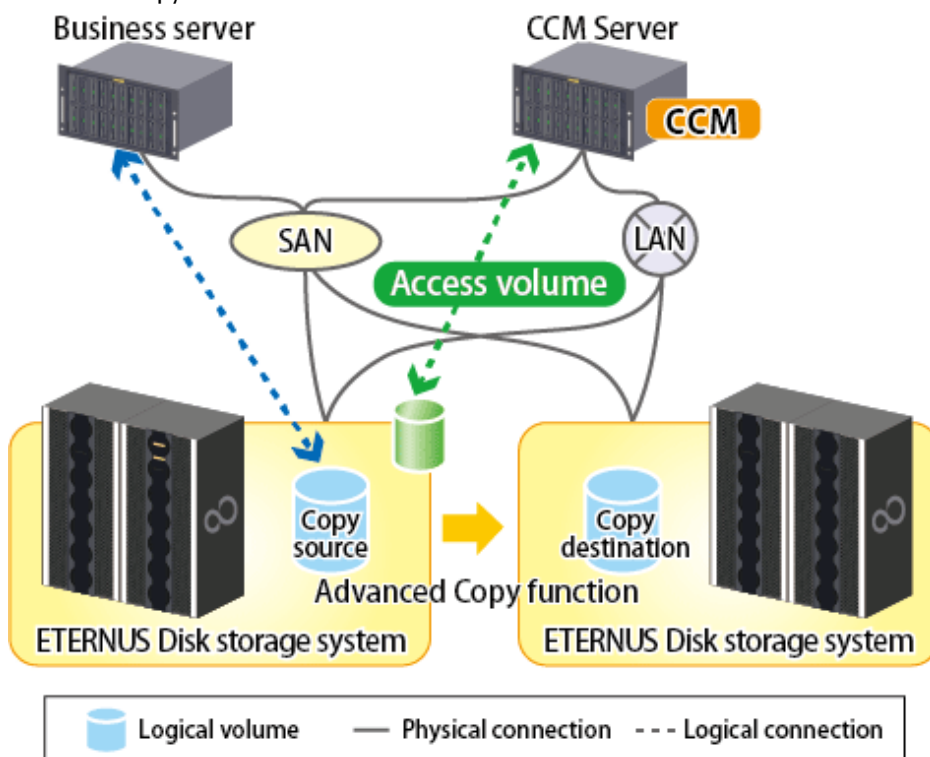 Business server
CCM Server
CCM
SAN
LAN
Access volume
Copy
source
Copy
destination
Advanced Copy function
ETERNUS Disk storage system
ETERNUS Disk storage system
Logical volume
Physical connection
Logical connection